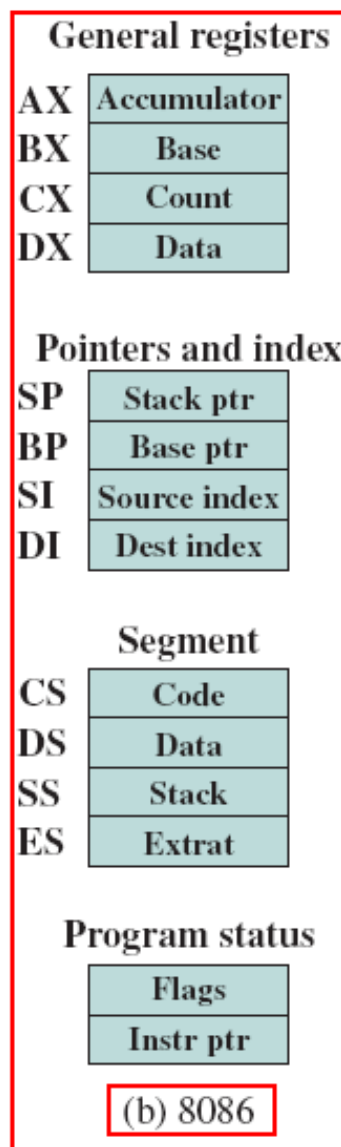 General registers
AX Accumulator
BX Base
CX Count
DX Data
Pointers and index
SP Stack ptr
BP Base ptr
SI Source index
DI Dest index
Segment
CS Code
DS Data
SS Stack
ES Extrat
Program status
Flags
Instr ptr
(b) 8086